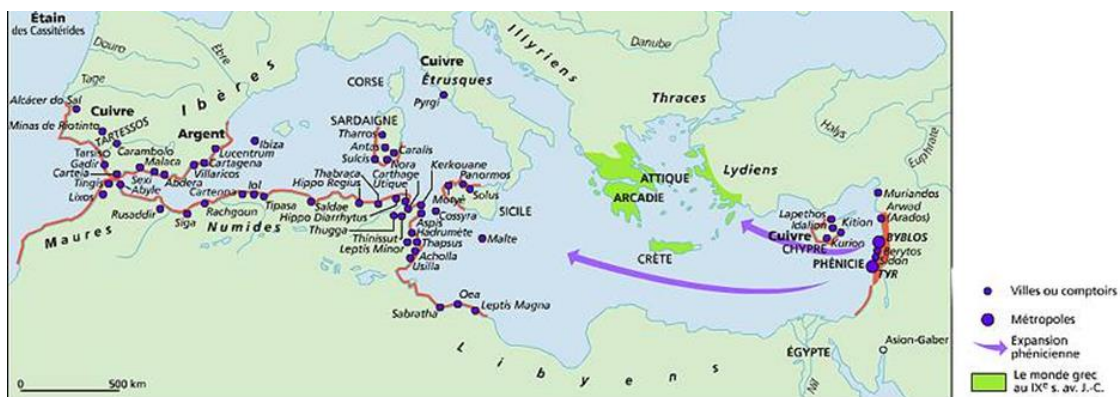 Étain
des Cassitérides
Douro
Èbre
Tage
Alcácer do Sal
Cuivre
Minas de Riotinto
TARTESSOS
Ibères
Argent
Tarsis
Carambolo
Gadir
Malaca
Carteia
Sexi
Abdera
Tingis
Abyle
Lixos
Lucentrum
Cartagena
Villaricos
Ibiza
Rusaddir
Siga
Rachgoun
Cartenna
Iol
Tipasa
Maures
Numides
CORSE
SARDAIGNE
Tharros
Antas
Sulcis
Caralis
Nora
Cuivre
Étrusques
Pyrgi
Illyriens
Danube
Thraces
Halys
Euphrate
Lydiens
Thabraca
Carthage
Kerkouane
Hippo Regius
Utique
Saldae
Hippo Diarrhytus
Thugga
Thinissut
Leptis Minor
Panormos
Motyé
Solus
SICILE
Cossyra
Aspis
Hadrumète
Thapsus
Acholla
Usilla
Malte
Sabratha
Oea
Leptis Magna
Libyens
ATTIQUE
ARCADIE
CRÈTE
Muriandos
Arwad
(Arados)
Lapethos
Kition
Idalion
Cuivre
Kurion
CHYPRE
BYBLOS
Berytos
Sidon
PHÉNICIE
TYR
ÉGYPTE
Nil
Asion-Gaber
0
500 km
Villes ou comptoirs
Métropoles
Expansion
phénicienne
Le monde grec
au IXe s. av. J.-C.